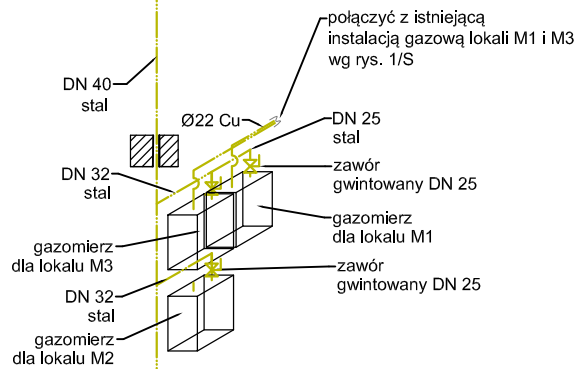 połączyć z istniejącą
instalacją gazową lokali M1 i M3
wg rys. 1/S
DN 40
stal
Ø22 Cu
DN 25
stal
DN 32
stal
zawór
gwintowany DN 25
gazomierz
dla lokalu M1
gazomierz
dla lokalu M3
zawór
gwintowany DN 25
DN 32
stal
gazomierz
dla lokalu M2